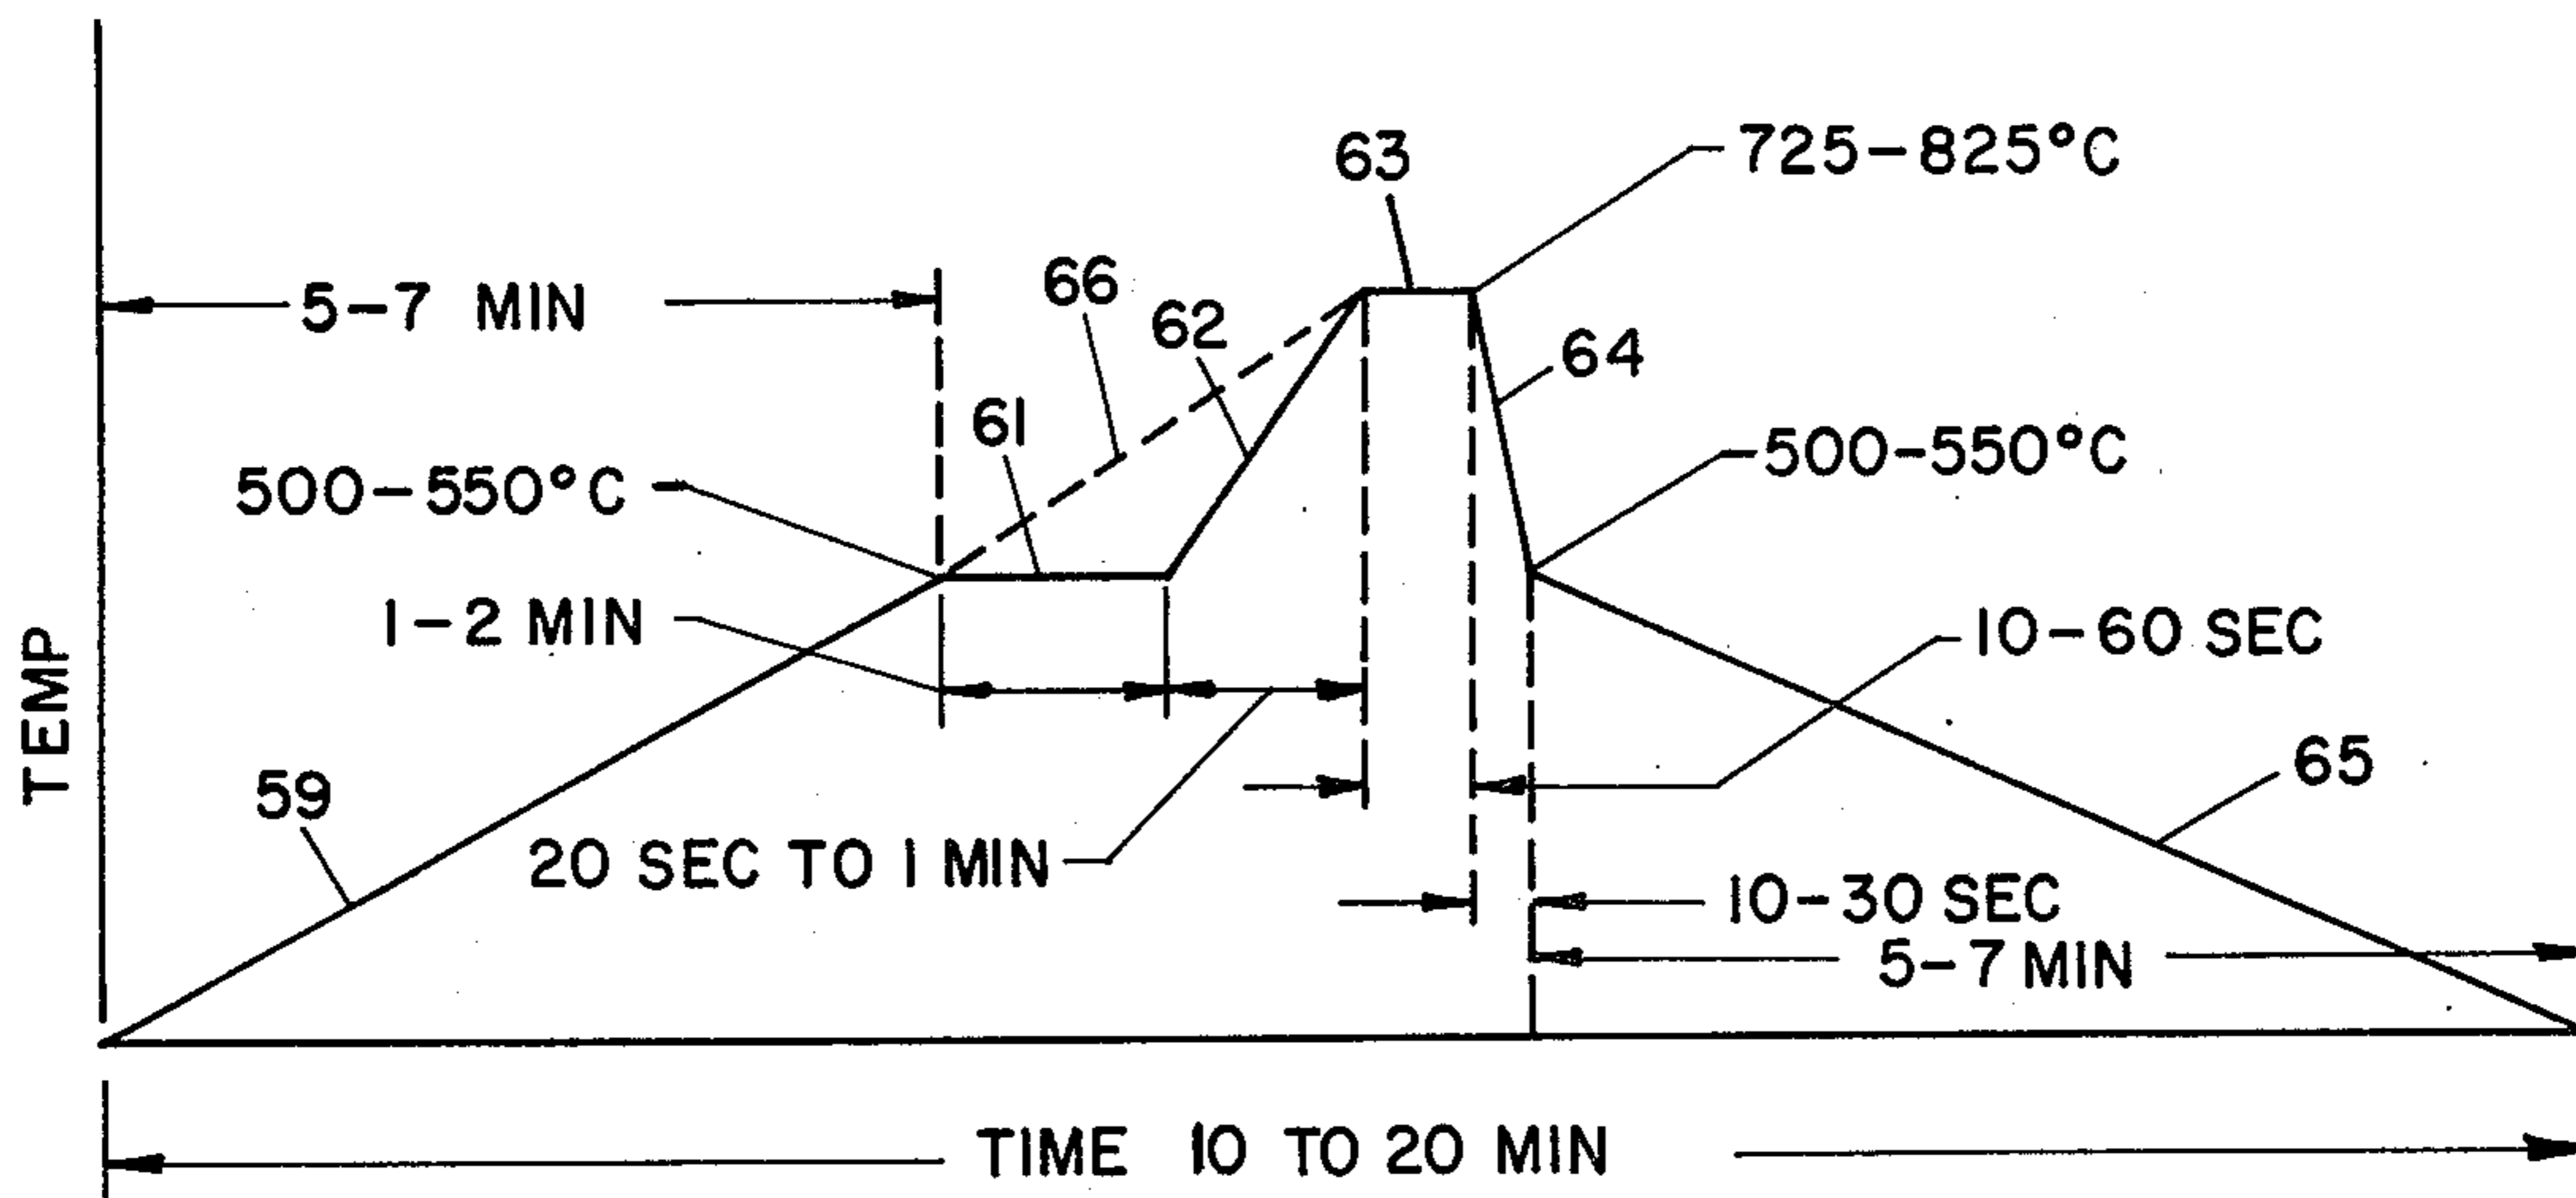 63
725-825°C
5-7 MIN
66
62
64
61
500-550°C
500-550°C
1-2 MIN
10-60 SEC
TEMP
59
65
20 SEC TO 1 MIN
10-30 SEC
5-7 MIN
TIME 10 TO 20 MIN